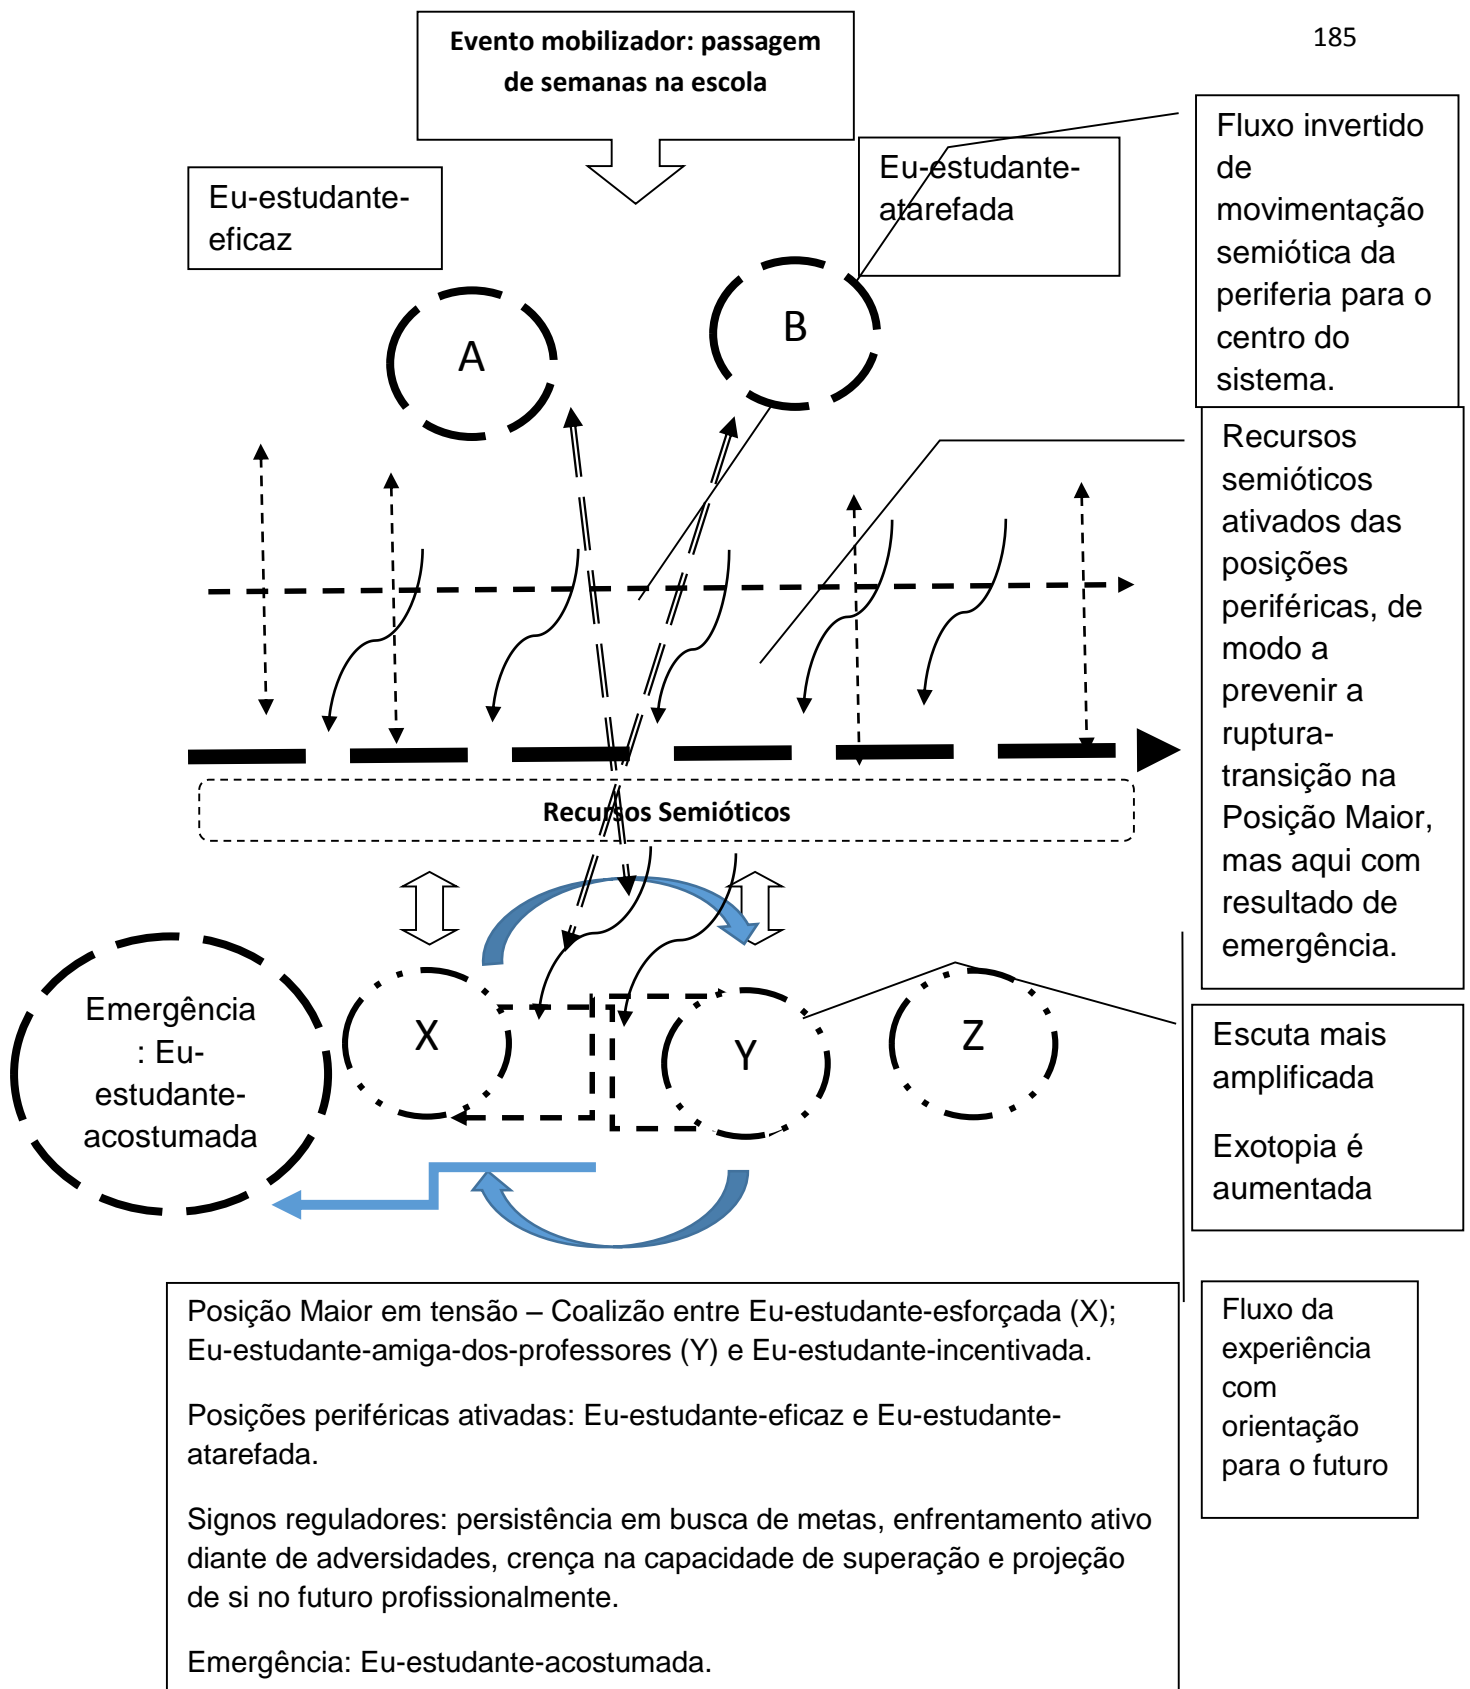 185
Evento mobilizador: passagem
de semanas na escola
Eu-estudante-
eficaz
Eu-estudante-
atarefada
Fluxo invertido
de
movimentação
semiótica da
periferia para o
centro do
sistema.
A
B
Recursos
semióticos
ativados das
posições
periféricas, de
modo a
prevenir a
ruptura-
transição na
Posição Maior,
mas aqui com
resultado de
emergência.
Recursos Semióticos
Emergência
: Eu-
estudante-
acostumada
X
Y
Z
Escuta mais
amplificada
Exotopia é
aumentada
Posição Maior em tensão – Coalizão entre Eu-estudante-esforçada (X);
Eu-estudante-amiga-dos-professores (Y) e Eu-estudante-incentivada.
Posições periféricas ativadas: Eu-estudante-eficaz e Eu-estudante-
atarefada.
Signos reguladores: persistência em busca de metas, enfrentamento ativo
diante de adversidades, crença na capacidade de superação e projeção
de si no futuro profissionalmente.
Emergência: Eu-estudante-acostumada.
Fluxo da
experiência
com
orientação
para o futuro